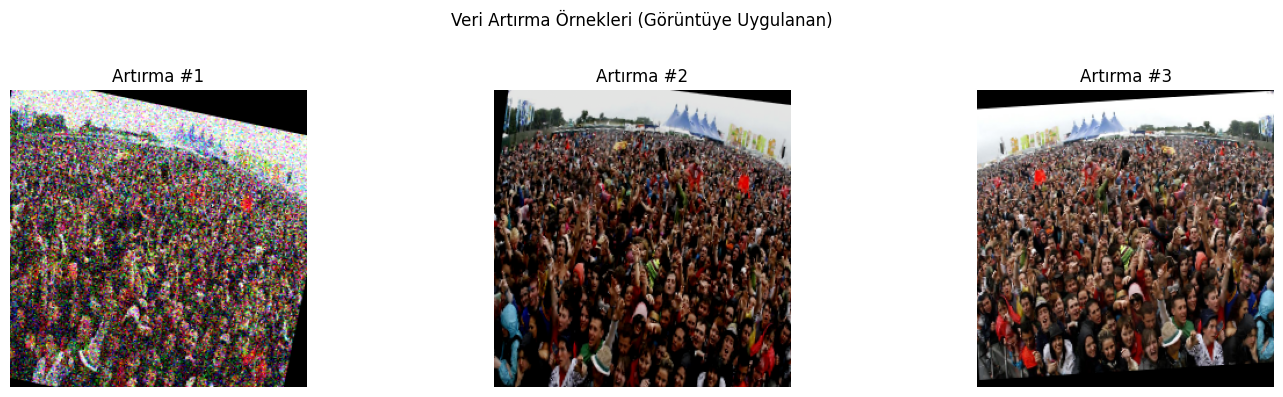 Veri Artırma Örnekleri (Görüntüye Uygulanan)
Artırma #1
Artırma #2
Artırma #3